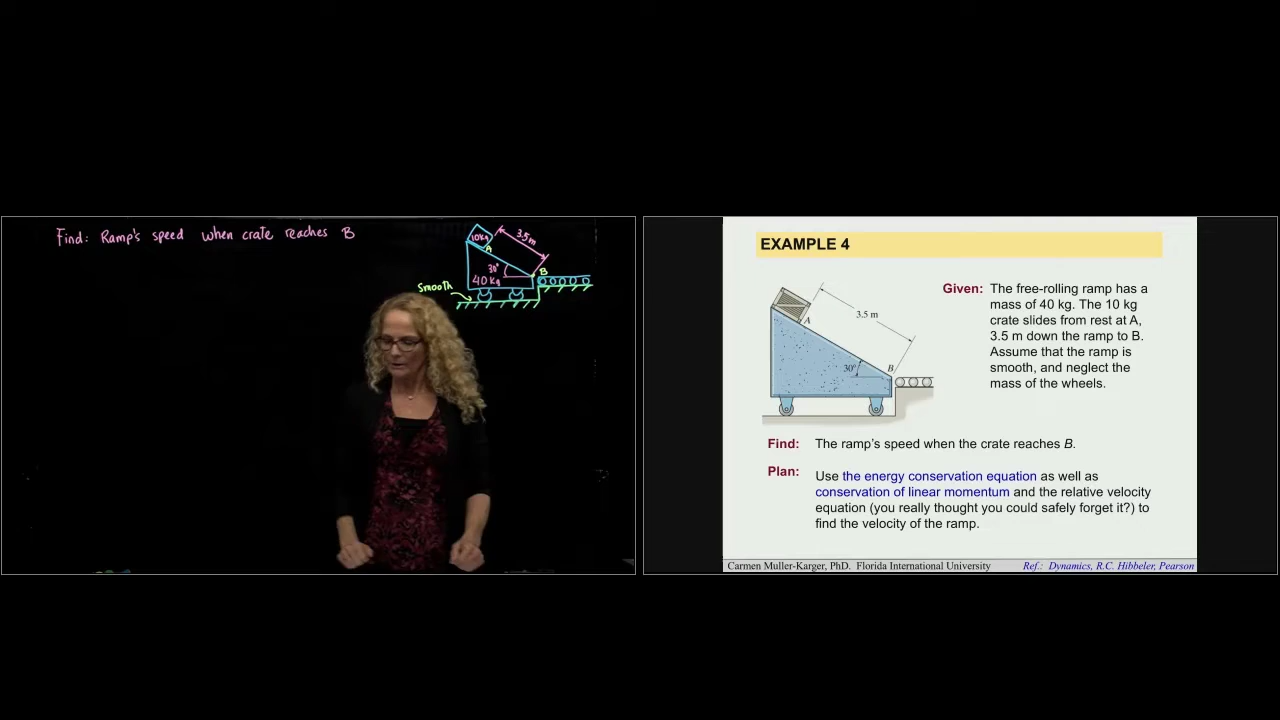 Find: Ramp's speed when crate reaches B
10kg
A
3.5m
30°
B
40 kg
Smooth
EXAMPLE 4
A
3.5 m
30°
B
Given: The free-rolling ramp has a
mass of 40 kg. The 10 kg
crate slides from rest at A,
3.5 m down the ramp to B.
Assume that the ramp is
smooth, and neglect the
mass of the wheels.
Find: The ramp's speed when the crate reaches B.
Plan: Use the energy conservation equation as well as
conservation of linear momentum and the relative velocity
equation (you really thought you could safely forget it?) to
find the velocity of the ramp.
Carmen Muller-Karger, PhD. Florida International University
Ref.: Dynamics, R.C. Hibbeler, Pearson